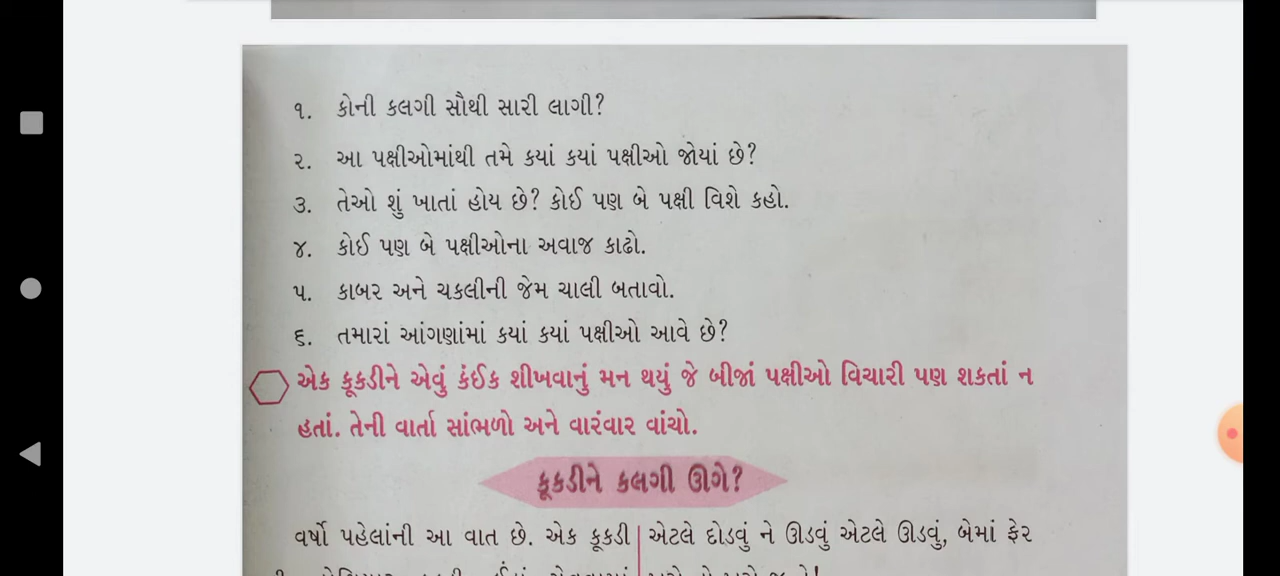 ૧. કોની કલગી સૌથી સારી લાગી?
૨. આ પક્ષીઓમાંથી તમે કયાં કયાં પક્ષીઓ જોયાં છે?
૩. તેઓ શું ખાતાં હોય છે? કોઈ પણ બે પક્ષી વિશે કહો.
૪. કોઈ પણ બે પક્ષીઓના અવાજ કાઢો.
૫. કાબર અને ચકલીની જેમ ચાલી બતાવો.
૬. તમારાં આંગણાંમાં કયાં કયાં પક્ષીઓ આવે છે?
એક કૂકડીને એવું કંઈક શીખવાનું મન થયું જે બીજાં પક્ષીઓ વિચારી પણ શકતાં ન
હતાં. તેની વાર્તા સાંભળો અને વારંવાર વાંચો.
કૂકડીને કલગી ઊગે?
વર્ષો પહેલાંની આ વાત છે. એક કૂકડી
એટલે દોડવું ને ઊડવું એટલે ઊડવું, બેમાં ફેર